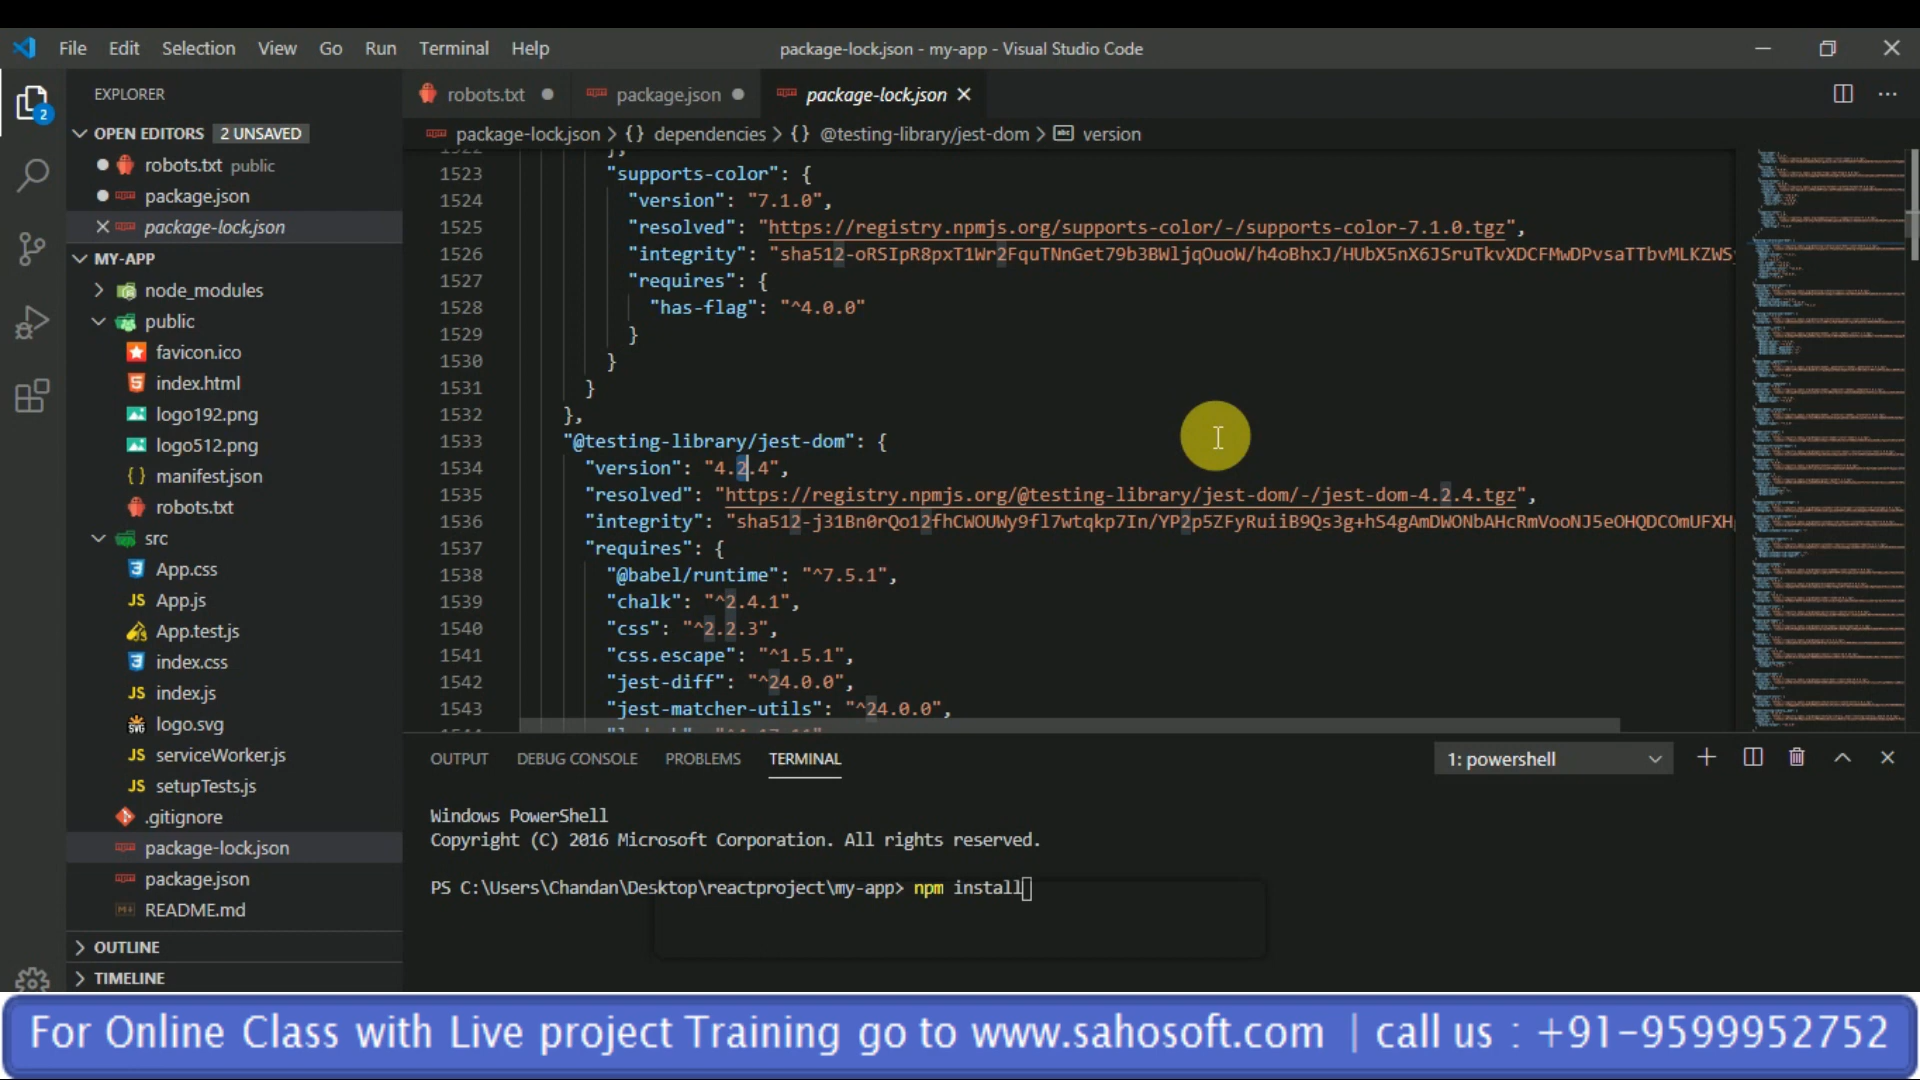 File Edit Selection View Go Run Terminal Help
package-lock.json - my-app - Visual Studio Code
EXPLORER
OPEN EDITORS 2 UNSAVED
robots.txt public
package.json
package-lock.json
MY-APP
node_modules
public
favicon.ico
index.html
logo192.png
logo512.png
manifest.json
robots.txt
src
App.css
App.js
App.test.js
index.css
index.js
logo.svg
serviceWorker.js
setupTests.js
.gitignore
package-lock.json
package.json
README.md
OUTLINE
TIMELINE
2
robots.txt package.json package-lock.json
package-lock.json > {} dependencies > {} @testing-library/jest-dom > version
1522 },
1523 "supports-color": {
1524 "version": "7.1.0",
1525 "resolved": "https://registry.npmjs.org/supports-color/-/supports-color-7.1.0.tgz",
1526 "integrity": "sha512-oRSIpR8pxT1Wr2FquTNnGet79b3BWljqOuoW/h4oBhxJ/HUbX5nX6JSruTkvXDCFMwDPvsaTTbvMLKZWS
1527 "requires": {
1528 "has-flag": "^4.0.0"
1529 }
1530 }
1531 }
1532 },
1533 "@testing-library/jest-dom": {
1534 "version": "4.2.4",
1535 "resolved": "https://registry.npmjs.org/@testing-library/jest-dom/-/jest-dom-4.2.4.tgz",
1536 "integrity": "sha512-j31Bn0rQo12fhCWOUWy9fl7wtqkp7In/YP2p5ZFyRuiiB9Qs3g+hS4gAmDWONbAHcRmVooNJ5eOHQDCOmUFXH
1537 "requires": {
1538 "@babel/runtime": "^7.5.1",
1539 "chalk": "^2.4.1",
1540 "css": "^2.2.3",
1541 "css.escape": "^1.5.1",
1542 "jest-diff": "^24.0.0",
1543 "jest-matcher-utils": "^24.0.0",
OUTPUT DEBUG CONSOLE PROBLEMS TERMINAL
1: powershell
Windows PowerShell
Copyright (C) 2016 Microsoft Corporation. All rights reserved.
PS C:\Users\Chandan\Desktop\reactproject\my-app> npm install
For Online Class with Live project Training go to www.sahosoft.com | call us : +91-9599952752